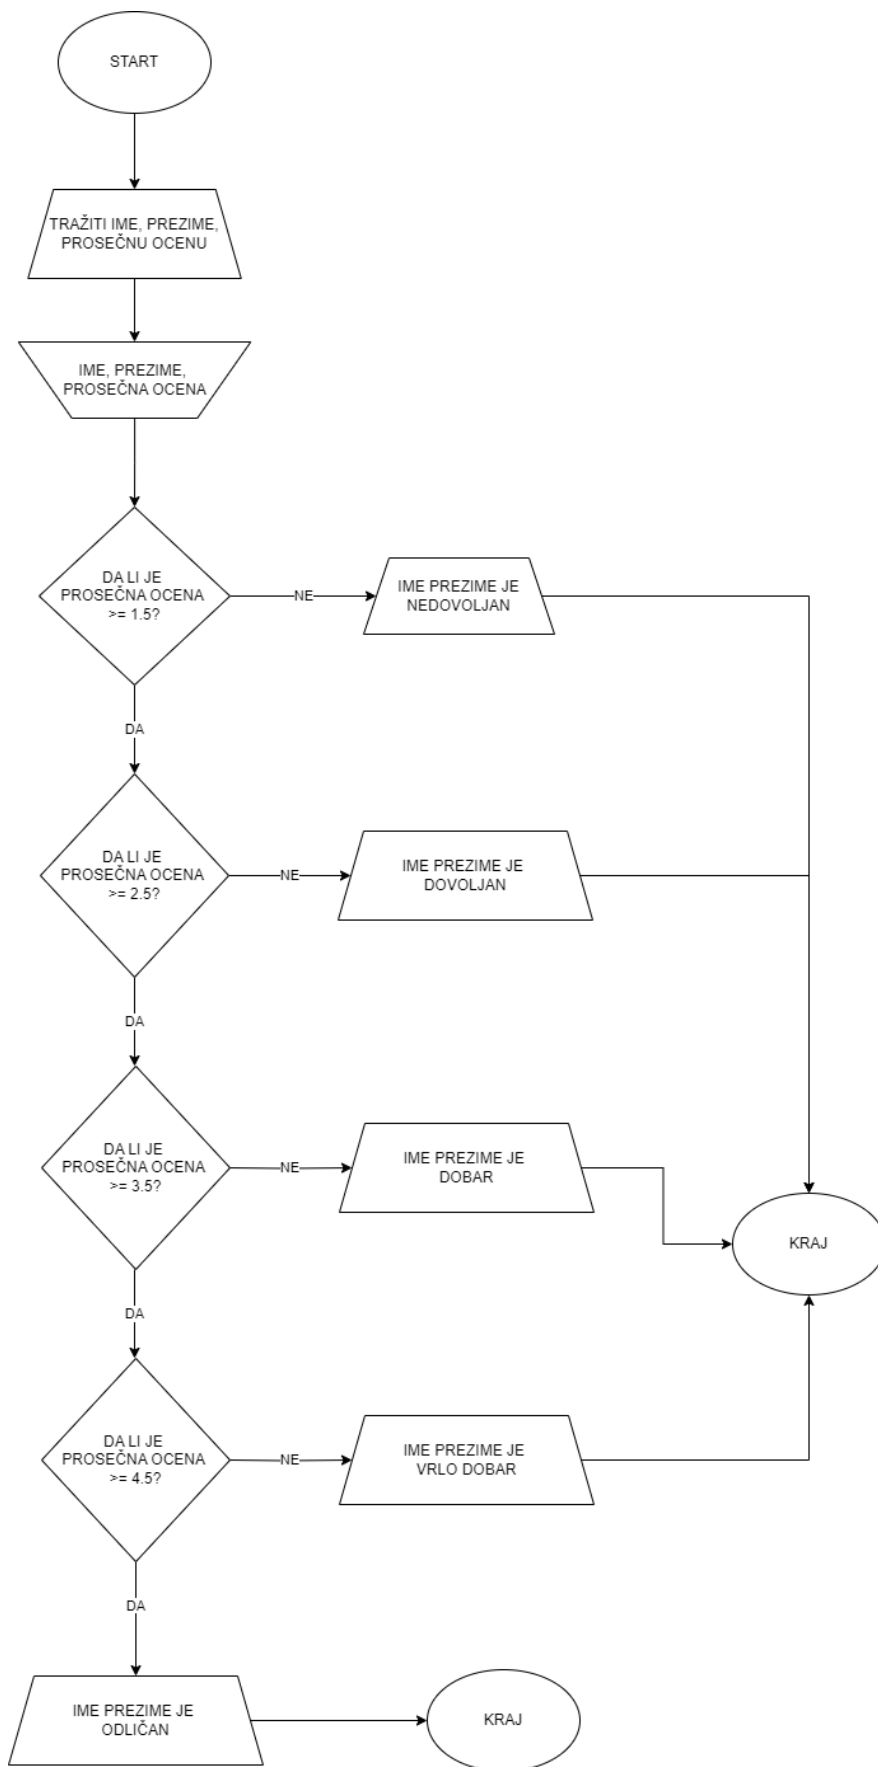 START
TRAŽITI IME, PREZIME,
PROSEČNU OCENU
IME, PREZIME,
PROSEČNA OCENA
DA LI JE
PROSEČNA OCENA
>= 1.5?
NE
IME PREZIME JE
NEDOVOLJAN
DA
DA LI JE
PROSEČNA OCENA
>= 2.5?
NE
IME PREZIME JE
DOVOLJAN
DA
DA LI JE
PROSEČNA OCENA
>= 3.5?
NE
IME PREZIME JE
DOBAR
KRAJ
DA
DA LI JE
PROSEČNA OCENA
>= 4.5?
NE
IME PREZIME JE
VRLO DOBAR
DA
IME PREZIME JE
ODLIČAN
KRAJ